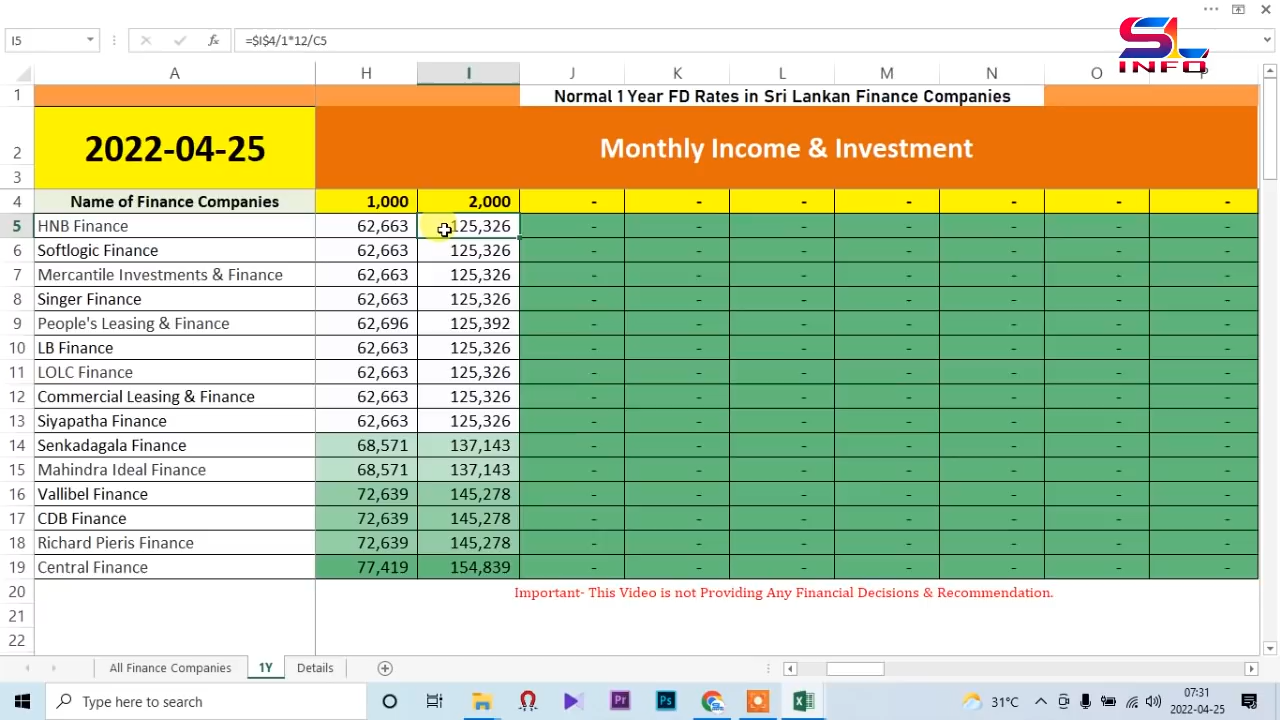 SL
INFO
I5 fx =$I$4/1*12/C5
A H I J K L M N O P
1 Normal 1 Year FD Rates in Sri Lankan Finance Companies
2 2022-04-25 Monthly Income & Investment
3
4 Name of Finance Companies 1,000 2,000 - - - - - - -
5 HNB Finance 62,663 125,326 - - - - - - -
6 Softlogic Finance 62,663 125,326 - - - - - - -
7 Mercantile Investments & Finance 62,663 125,326 - - - - - - -
8 Singer Finance 62,663 125,326 - - - - - - -
9 People's Leasing & Finance 62,696 125,392 - - - - - - -
10 LB Finance 62,663 125,326 - - - - - - -
11 LOLC Finance 62,663 125,326 - - - - - - -
12 Commercial Leasing & Finance 62,663 125,326 - - - - - - -
13 Siyapatha Finance 62,663 125,326 - - - - - - -
14 Senkadagala Finance 68,571 137,143 - - - - - - -
15 Mahindra Ideal Finance 68,571 137,143 - - - - - - -
16 Vallibel Finance 72,639 145,278 - - - - - - -
17 CDB Finance 72,639 145,278 - - - - - - -
18 Richard Pieris Finance 72,639 145,278 - - - - - - -
19 Central Finance 77,419 154,839 - - - - - - -
20 Important- This Video is not Providing Any Financial Decisions & Recommendation.
21
22
All Finance Companies 1Y Details
Type here to search Pr Ps 31°C 07:31
2022-04-25